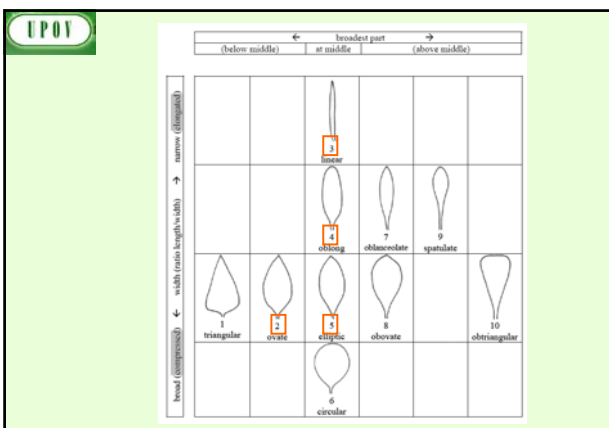 UPOV
← broadest part →
(below middle) at middle (above middle)
narrow (elongated)
← width (ratio length/width) →
broad (compressed)
3
linear
4
oblong
7
oblanceolate
9
spatulate
1
triangular
2
ovate
5
elliptic
8
obovate
10
obtriangular
6
circular